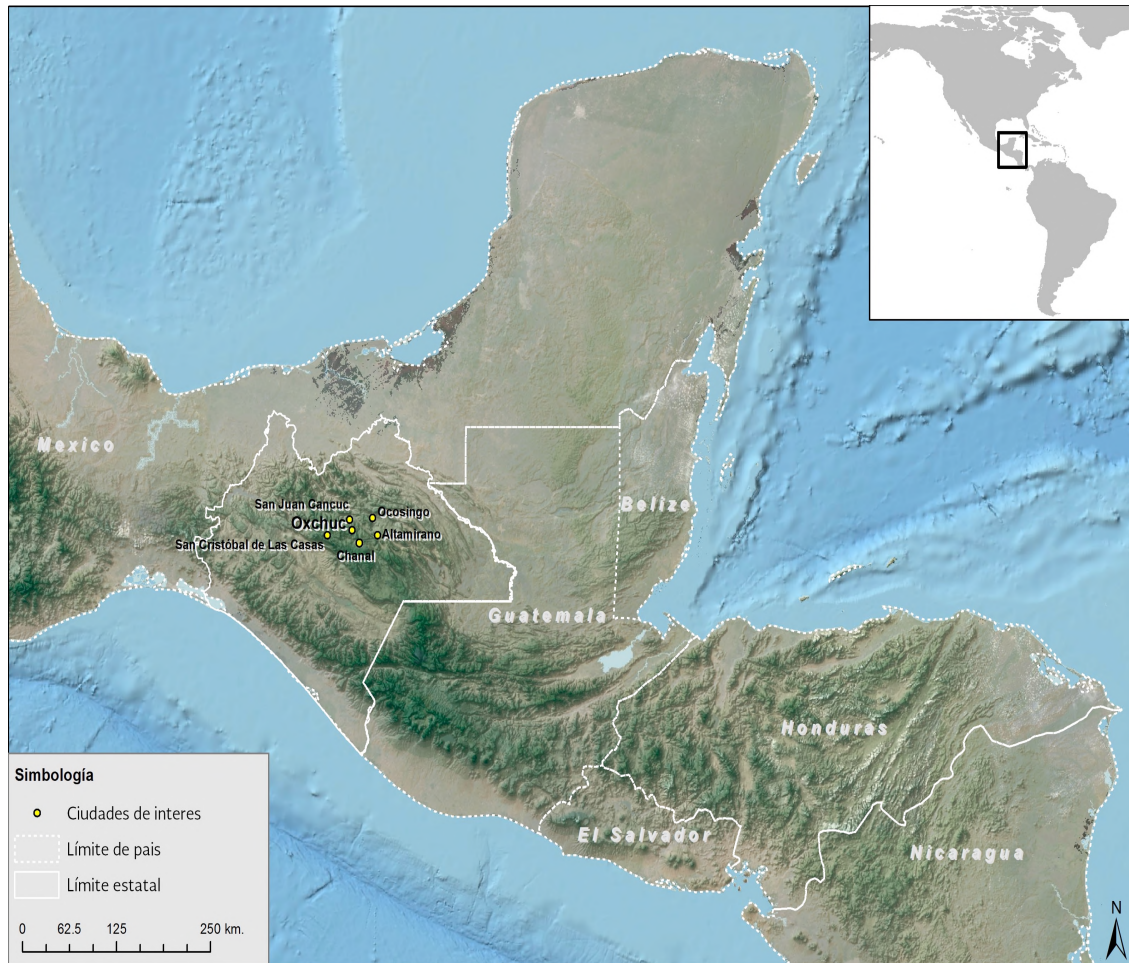 Mexico
San Juan Cancuc
Ocosingo
Oxchuc
Altamirano
San Cristóbal de Las Casas
Chanal
Belize
Guatemala
Honduras
El Salvador
Nicaragua
Simbología
Ciudades de interes
Límite de pais
Límite estatal
0 62.5 125 250 km.
N